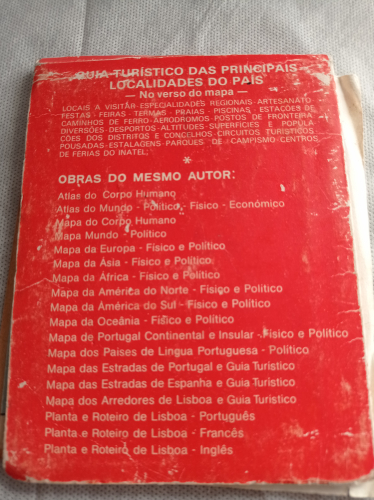 GUIA TURÍSTICO DAS PRINCIPAIS
LOCALIDADES DO PAÍS
— No verso do mapa —
LOCAIS A VISITAR-ESPECIALIDADES REGIONAIS-ARTESANATO-
FESTAS - FEIRAS - TERMAS - PRAIAS - PISCINAS - ESTAÇÕES DE
CAMINHOS DE FERRO-AERÓDROMOS-POSTOS DE FRONTEIRA
DIVERSÕES-DESPORTOS-ALTITUDES-SUPERFÍCIES E POPULA-
ÇÕES DOS DISTRITOS E CONCELHOS-CIRCUITOS TURÍSTICOS
POUSADAS-ESTALAGENS-PARQUES DE CAMPISMO-CENTROS
DE FÉRIAS DO INATEL.
*
OBRAS DO MESMO AUTOR:
Atlas do Corpo Humano
Atlas do Mundo - Político - Físico - Económico
Mapa do Corpo Humano
Mapa Mundo - Político
Mapa da Europa - Físico e Político
Mapa da Ásia - Físico e Político
Mapa da África - Físico e Político
Mapa da América do Norte - Físico e Político
Mapa da América do Sul - Físico e Político
Mapa da Oceânia - Físico e Político
Mapa de Portugal Continental e Insular - Físico e Político
Mapa dos Países de Língua Portuguesa - Político
Mapa das Estradas de Portugal e Guia Turístico
Mapa das Estradas de Espanha e Guia Turístico
Mapa dos Arredores de Lisboa e Guia Turístico
Planta e Roteiro de Lisboa - Português
Planta e Roteiro de Lisboa - Francês
Planta e Roteiro de Lisboa - Inglês